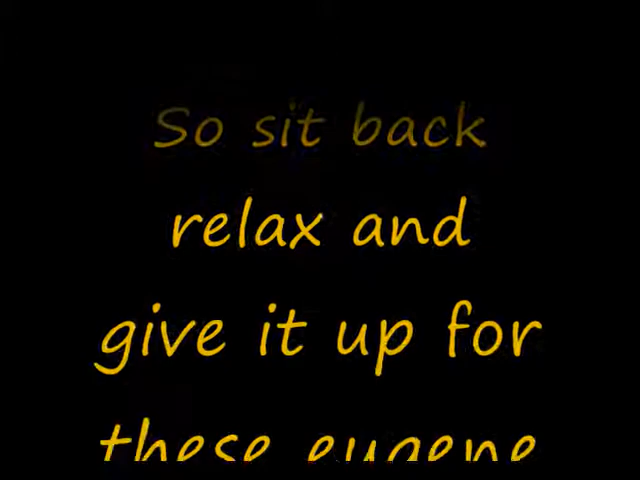 So sit back
relax and
give it up for
these eugene